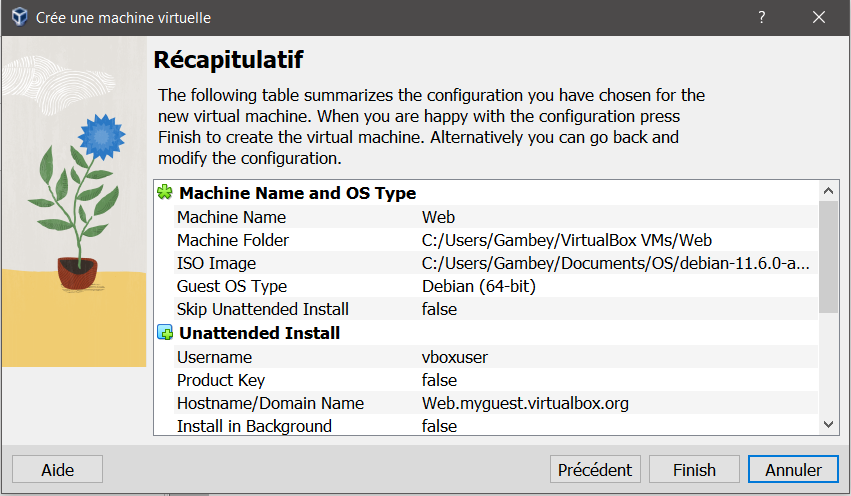 Crée une machine virtuelle
Récapitulatif
The following table summarizes the configuration you have chosen for the
new virtual machine. When you are happy with the configuration press
Finish to create the virtual machine. Alternatively you can go back and
modify the configuration.
Machine Name and OS Type
Machine Name Web
Machine Folder C:/Users/Gambey/VirtualBox VMs/Web
ISO Image C:/Users/Gambey/Documents/OS/debian-11.6.0-a...
Guest OS Type Debian (64-bit)
Skip Unattended Install false
Unattended Install
Username vboxuser
Product Key false
Hostname/Domain Name Web.myguest.virtualbox.org
Install in Background false
Aide Précédent Finish Annuler